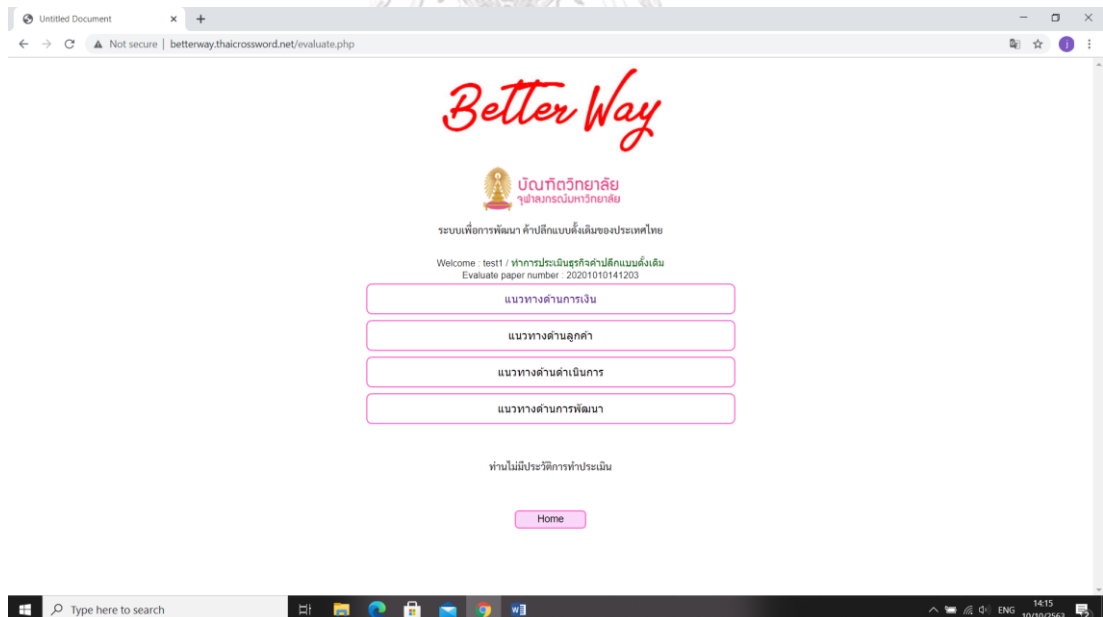 Untitled Document
Not secure | betterway.thaicrossword.net/evaluate.php
Better Way
บัณฑิตวิทยาลัย
จุฬาลงกรณ์มหาวิทยาลัย
ระบบเพื่อการพัฒนา ค้าปลีกแบบดั้งเดิมของประเทศไทย
Welcome : test1 / ทำการประเมินธุรกิจค้าปลีกแบบดั้งเดิม
Evaluate paper number : 20201010141203
แนวทางด้านการเงิน
แนวทางด้านลูกค้า
แนวทางด้านดำเนินการ
แนวทางด้านการพัฒนา
ท่านไม่มีประวัติการทำประเมิน
Home
Type here to search
ENG
14:15
10/10/2563